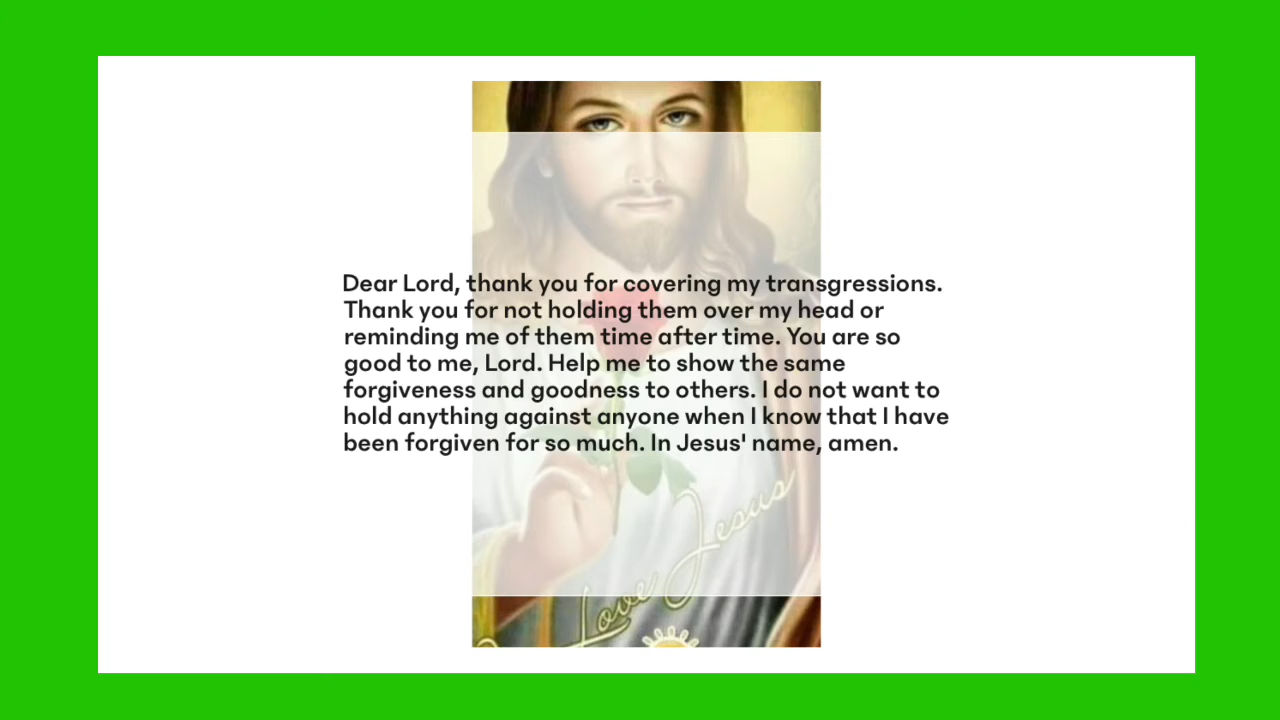 Dear Lord, thank you for covering my transgressions.
Thank you for not holding them over my head or
reminding me of them time after time. You are so
good to me, Lord. Help me to show the same
forgiveness and goodness to others. I do not want to
hold anything against anyone when I know that I have
been forgiven for so much. In Jesus' name, amen.
Love Jesus